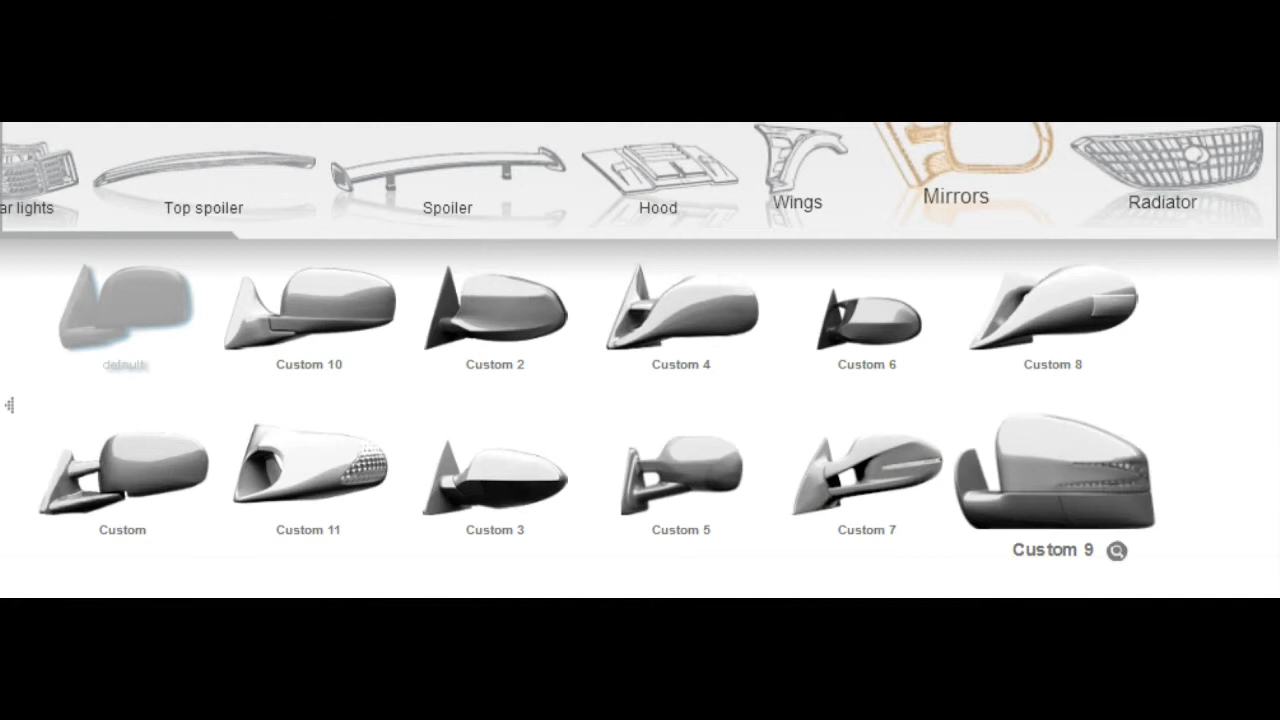 ar lights
Top spoiler
Spoiler
Hood
Wings
Mirrors
Radiator
default
Custom 10
Custom 2
Custom 4
Custom 6
Custom 8
Custom
Custom 11
Custom 3
Custom 5
Custom 7
Custom 9